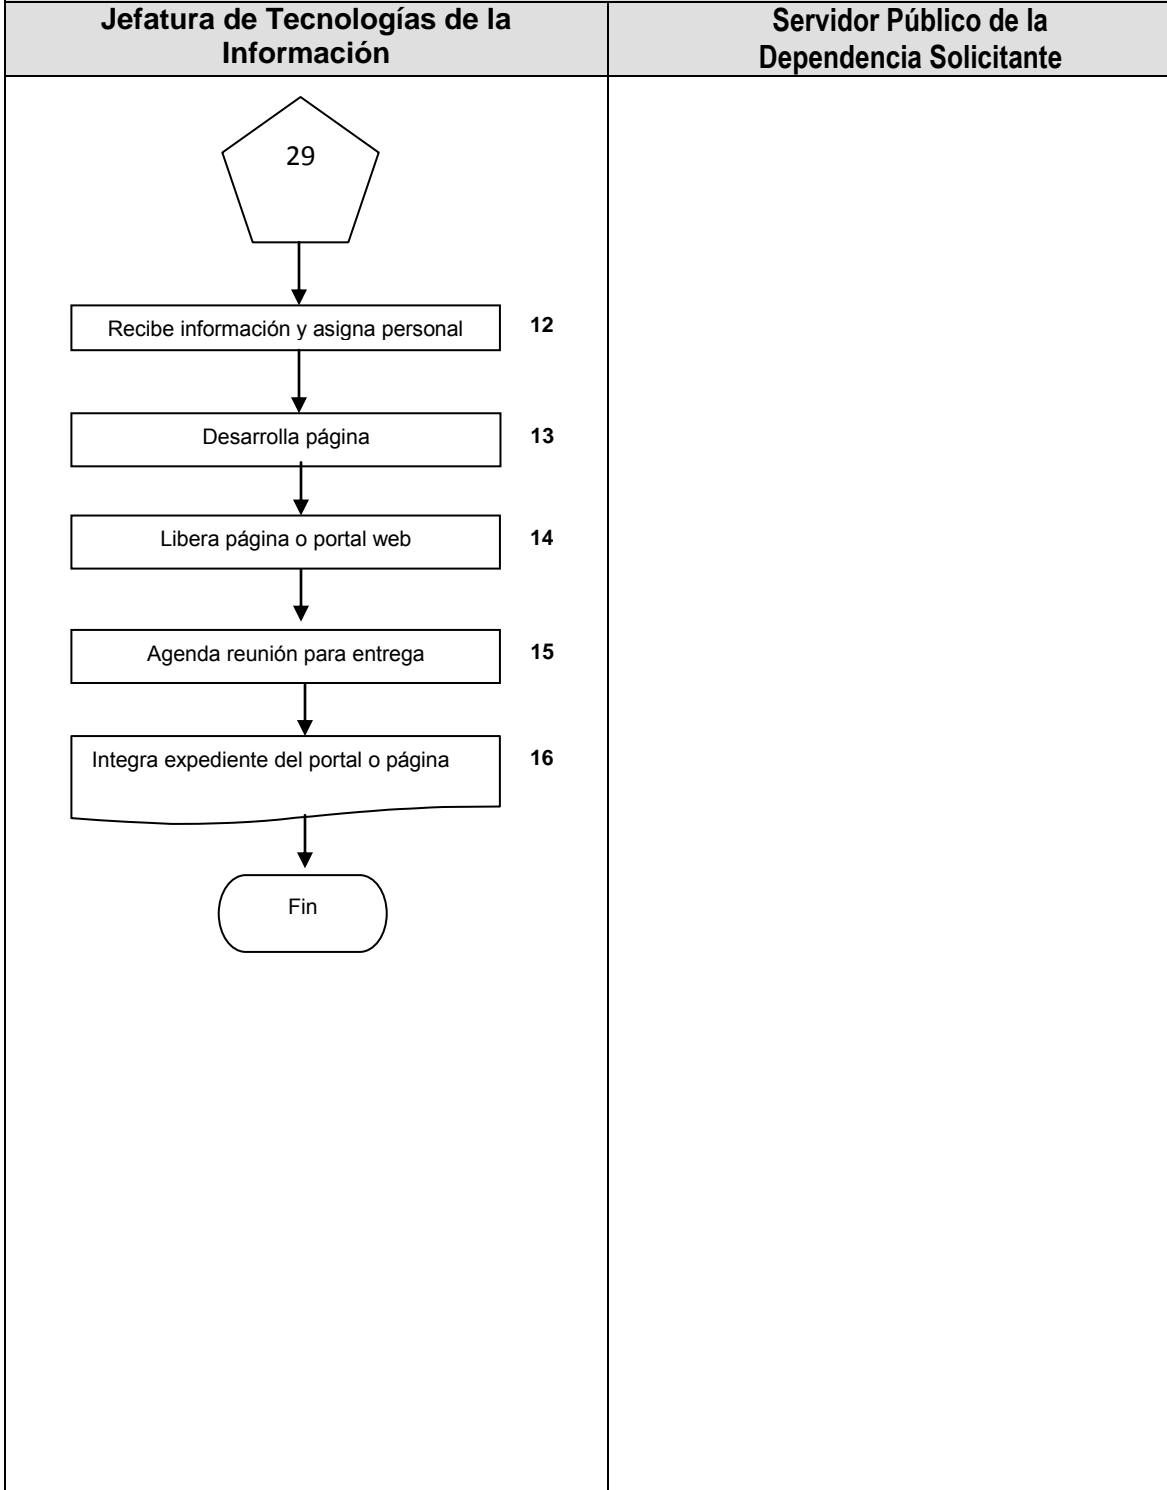 Jefatura de Tecnologías de la
Información
Servidor Público de la
Dependencia Solicitante
29
Recibe información y asigna personal
12
Desarrolla página
13
Libera página o portal web
14
Agenda reunión para entrega
15
Integra expediente del portal o página
16
Fin